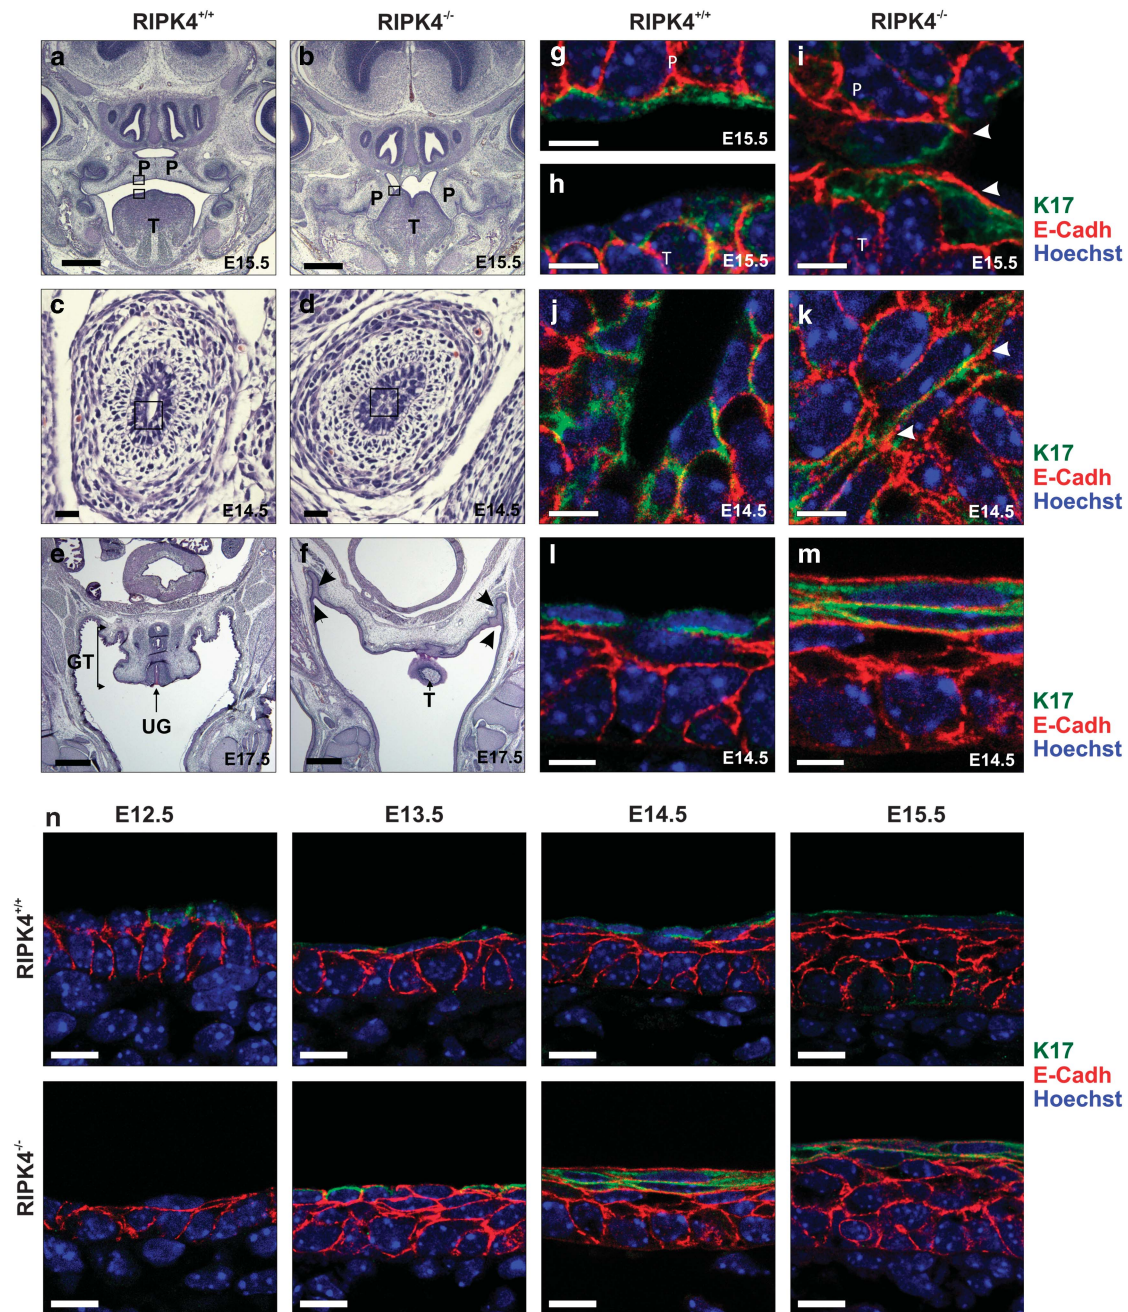 RIPK4+/+ RIPK4-/- RIPK4+/+ RIPK4-/-
a b g i
P P T E15.5
P P T E15.5
P E15.5
P T E15.5
h T E15.5
K17
E-Cadh
Hoechst
c d j k
E14.5 E14.5 E14.5 E14.5
K17
E-Cadh
Hoechst
e f l m
GT UG E17.5
T E17.5
E14.5 E14.5
K17
E-Cadh
Hoechst
n E12.5 E13.5 E14.5 E15.5
RIPK4+/+
RIPK4-/-
K17
E-Cadh
Hoechst